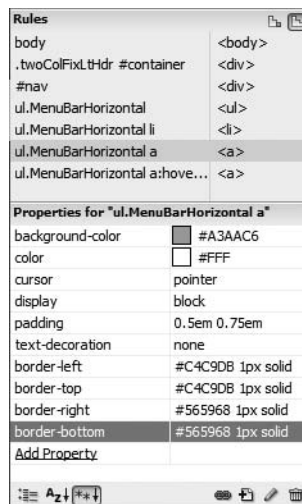 Rules
body <body>
.twoColFixLtHdr #container <div>
#nav <div>
ul.MenuBarHorizontal <ul>
ul.MenuBarHorizontal li <li>
ul.MenuBarHorizontal a <a>
ul.MenuBarHorizontal a:hove... <a>
Properties for "ul.MenuBarHorizontal a"
background-color #A3AAC6
color #FFF
cursor pointer
display block
padding 0.5em 0.75em
text-decoration none
border-left #C4C9DB 1px solid
border-top #C4C9DB 1px solid
border-right #565968 1px solid
border-bottom #565968 1px solid
Add Property
AZ↓ **↓